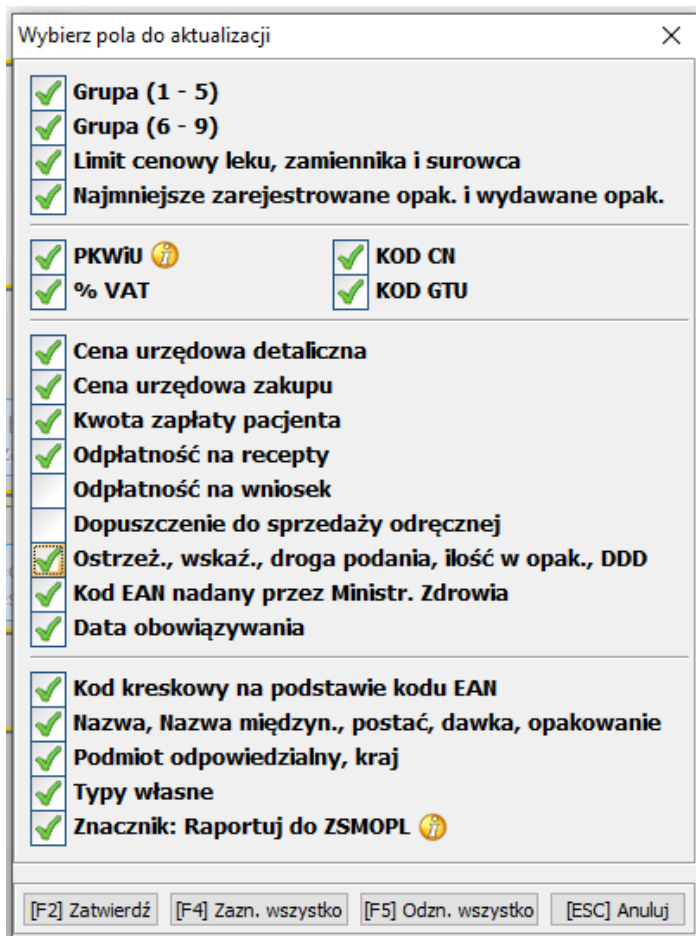 Wybierz pola do aktualizacji
Grupa (1 - 5)
Grupa (6 - 9)
Limit cenowy leku, zamiennika i surowca
Najmniejsze zarejestrowane opak. i wydawane opak.
PKWiU KOD CN
% VAT KOD GTU
Cena urzędowa detaliczna
Cena urzędowa zakupu
Kwota zapłaty pacjenta
Odpłatność na recepty
Odpłatność na wniosek
Dopuszczenie do sprzedaży odręcznej
Ostrzeż., wskaź., droga podania, ilość w opak., DDD
Kod EAN nadany przez Ministr. Zdrowia
Data obowiązywania
Kod kreskowy na podstawie kodu EAN
Nazwa, Nazwa międzyn., postać, dawka, opakowanie
Podmiot odpowiedzialny, kraj
Typy własne
Znacznik: Raportuj do ZSMOPL
[F2] Zatwierdź [F4] Zazn. wszystko [F5] Odzn. wszystko [ESC] Anuluj